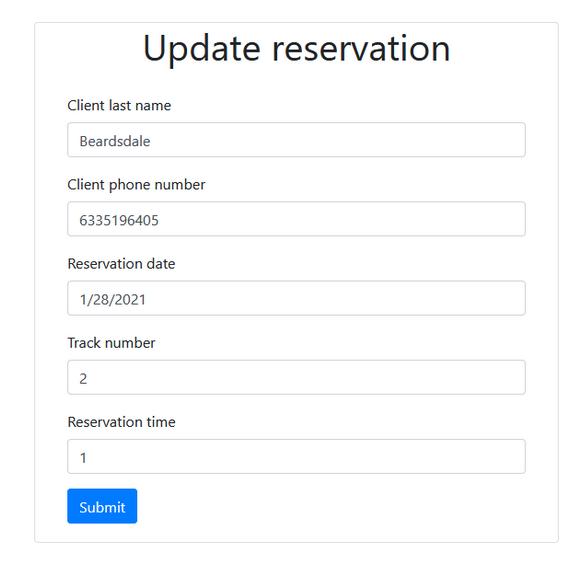 Update reservation
Client last name
Beardsdale
Client phone number
6335196405
Reservation date
1/28/2021
Track number
2
Reservation time
1
Submit